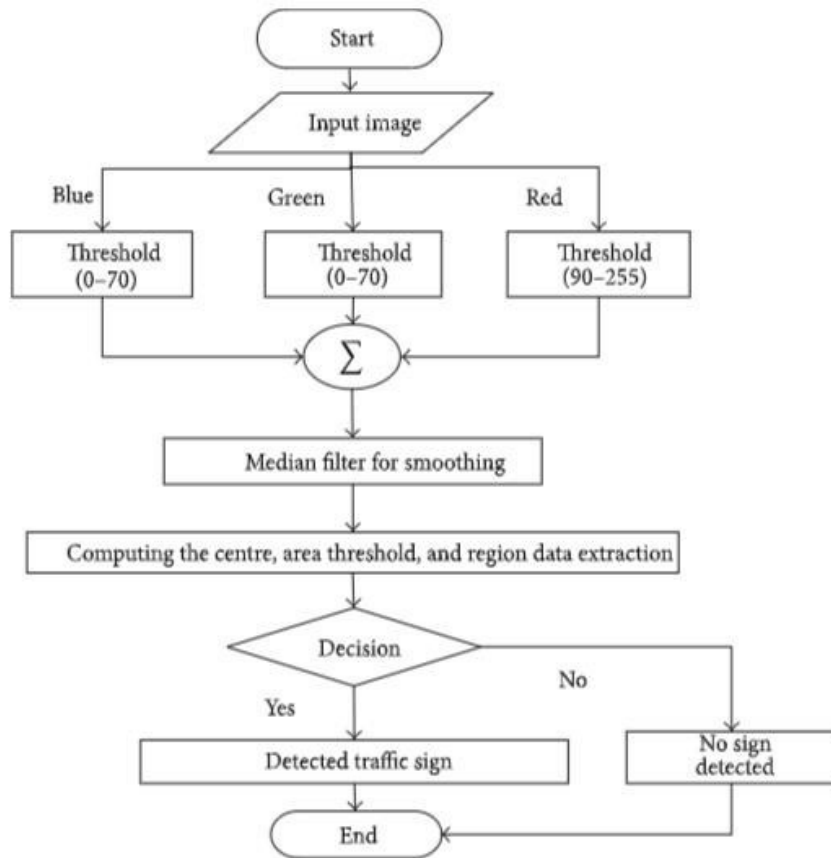 Start
Input image
Blue
Green
Red
Threshold
(0–70)
Threshold
(0–70)
Threshold
(90–255)
∑
Median filter for smoothing
Computing the centre, area threshold, and region data extraction
Decision
No
Yes
Detected traffic sign
No sign
detected
End